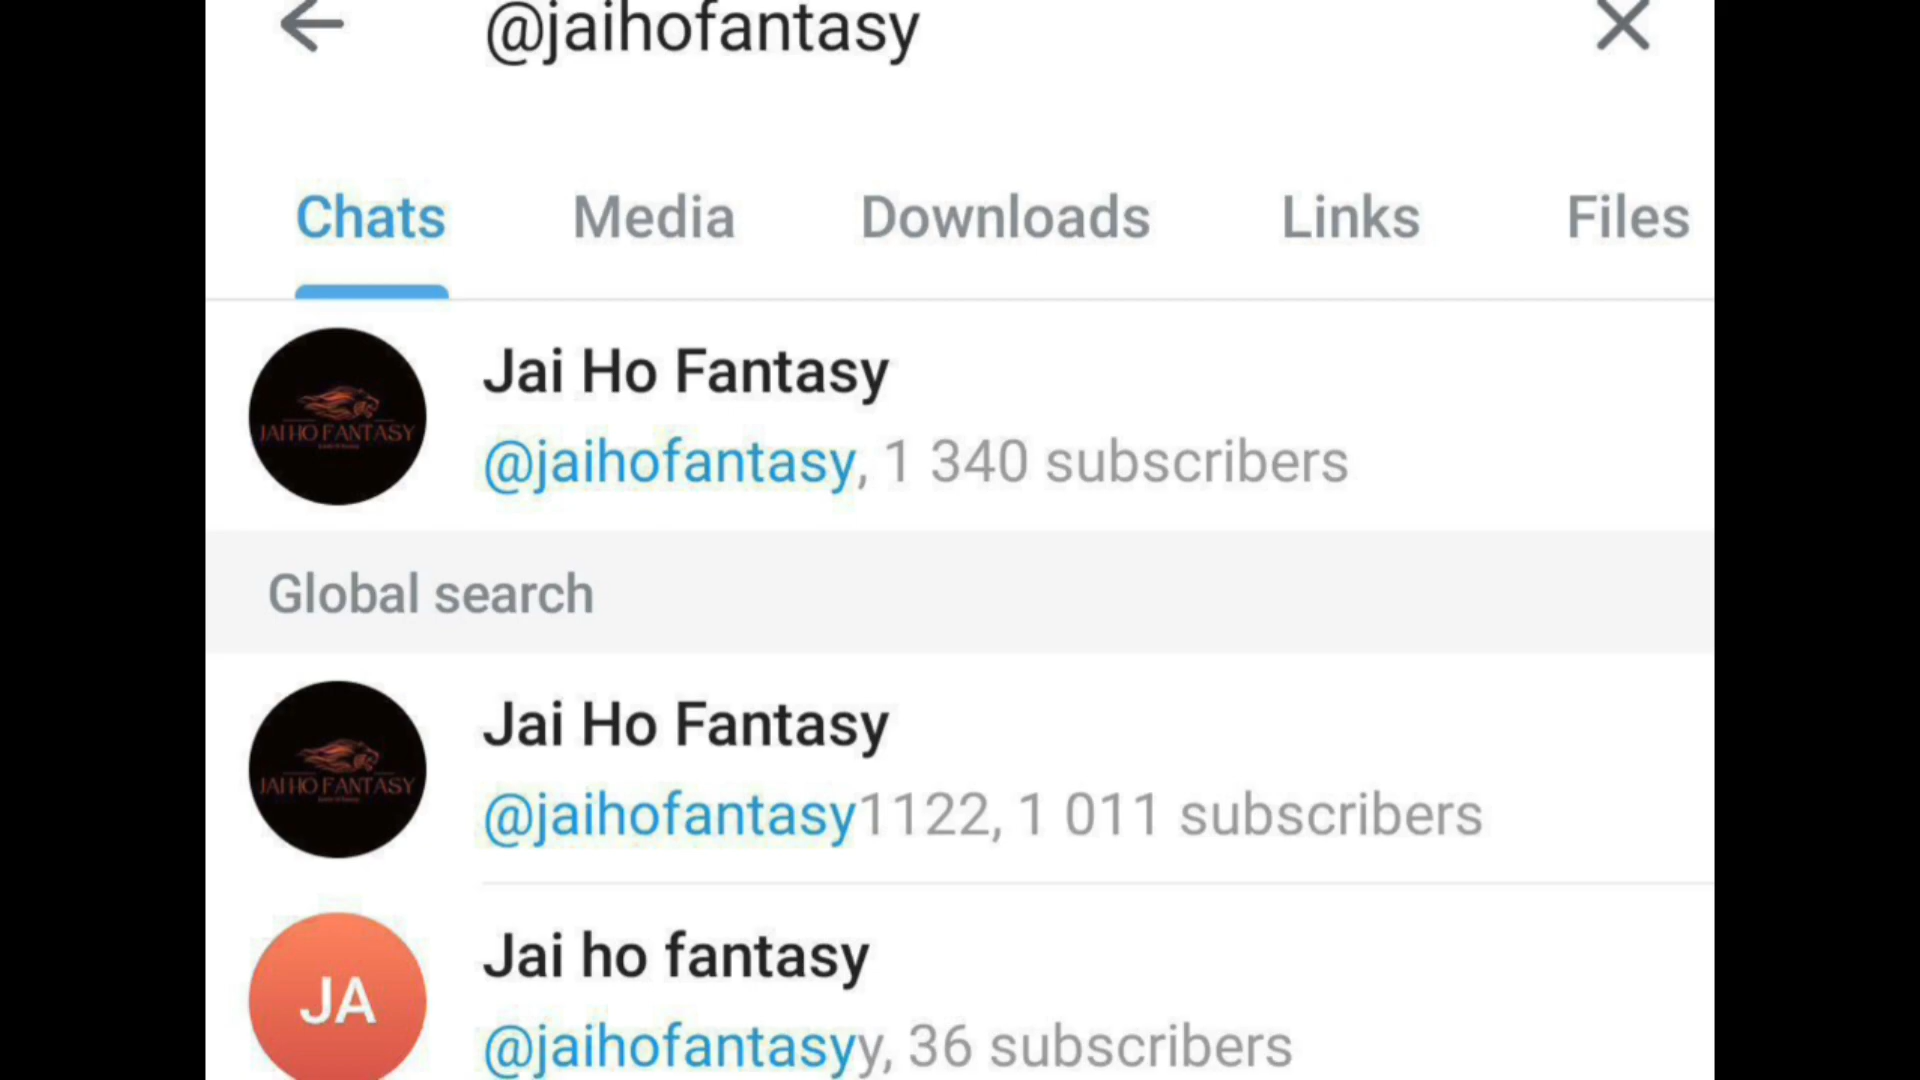 @jaihofantasy
Chats Media Downloads Links Files
JAI HO FANTASY
Jai Ho Fantasy
@jaihofantasy, 1 340 subscribers
Global search
JAI HO FANTASY
Jai Ho Fantasy
@jaihofantasy1122, 1 011 subscribers
JA
Jai ho fantasy
@jaihofantasyy, 36 subscribers